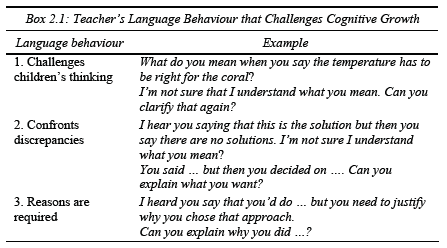 Box 2.1: Teacher's Language Behaviour that Challenges Cognitive Growth
Language behaviour Example
1. Challenges What do you mean when you say the temperature has to
children's thinking be right for the coral?
I'm not sure that I understand what you mean. Can you
clarify that again?
2. Confronts I hear you saying that this is the solution but then you
discrepancies say there are no solutions. I'm not sure I understand
what you mean?
You said ... but then you decided on .... Can you
explain what you want?
3. Reasons are I heard you say that you'd do ... but you need to justify
required why you chose that approach.
Can you explain why you did ...?